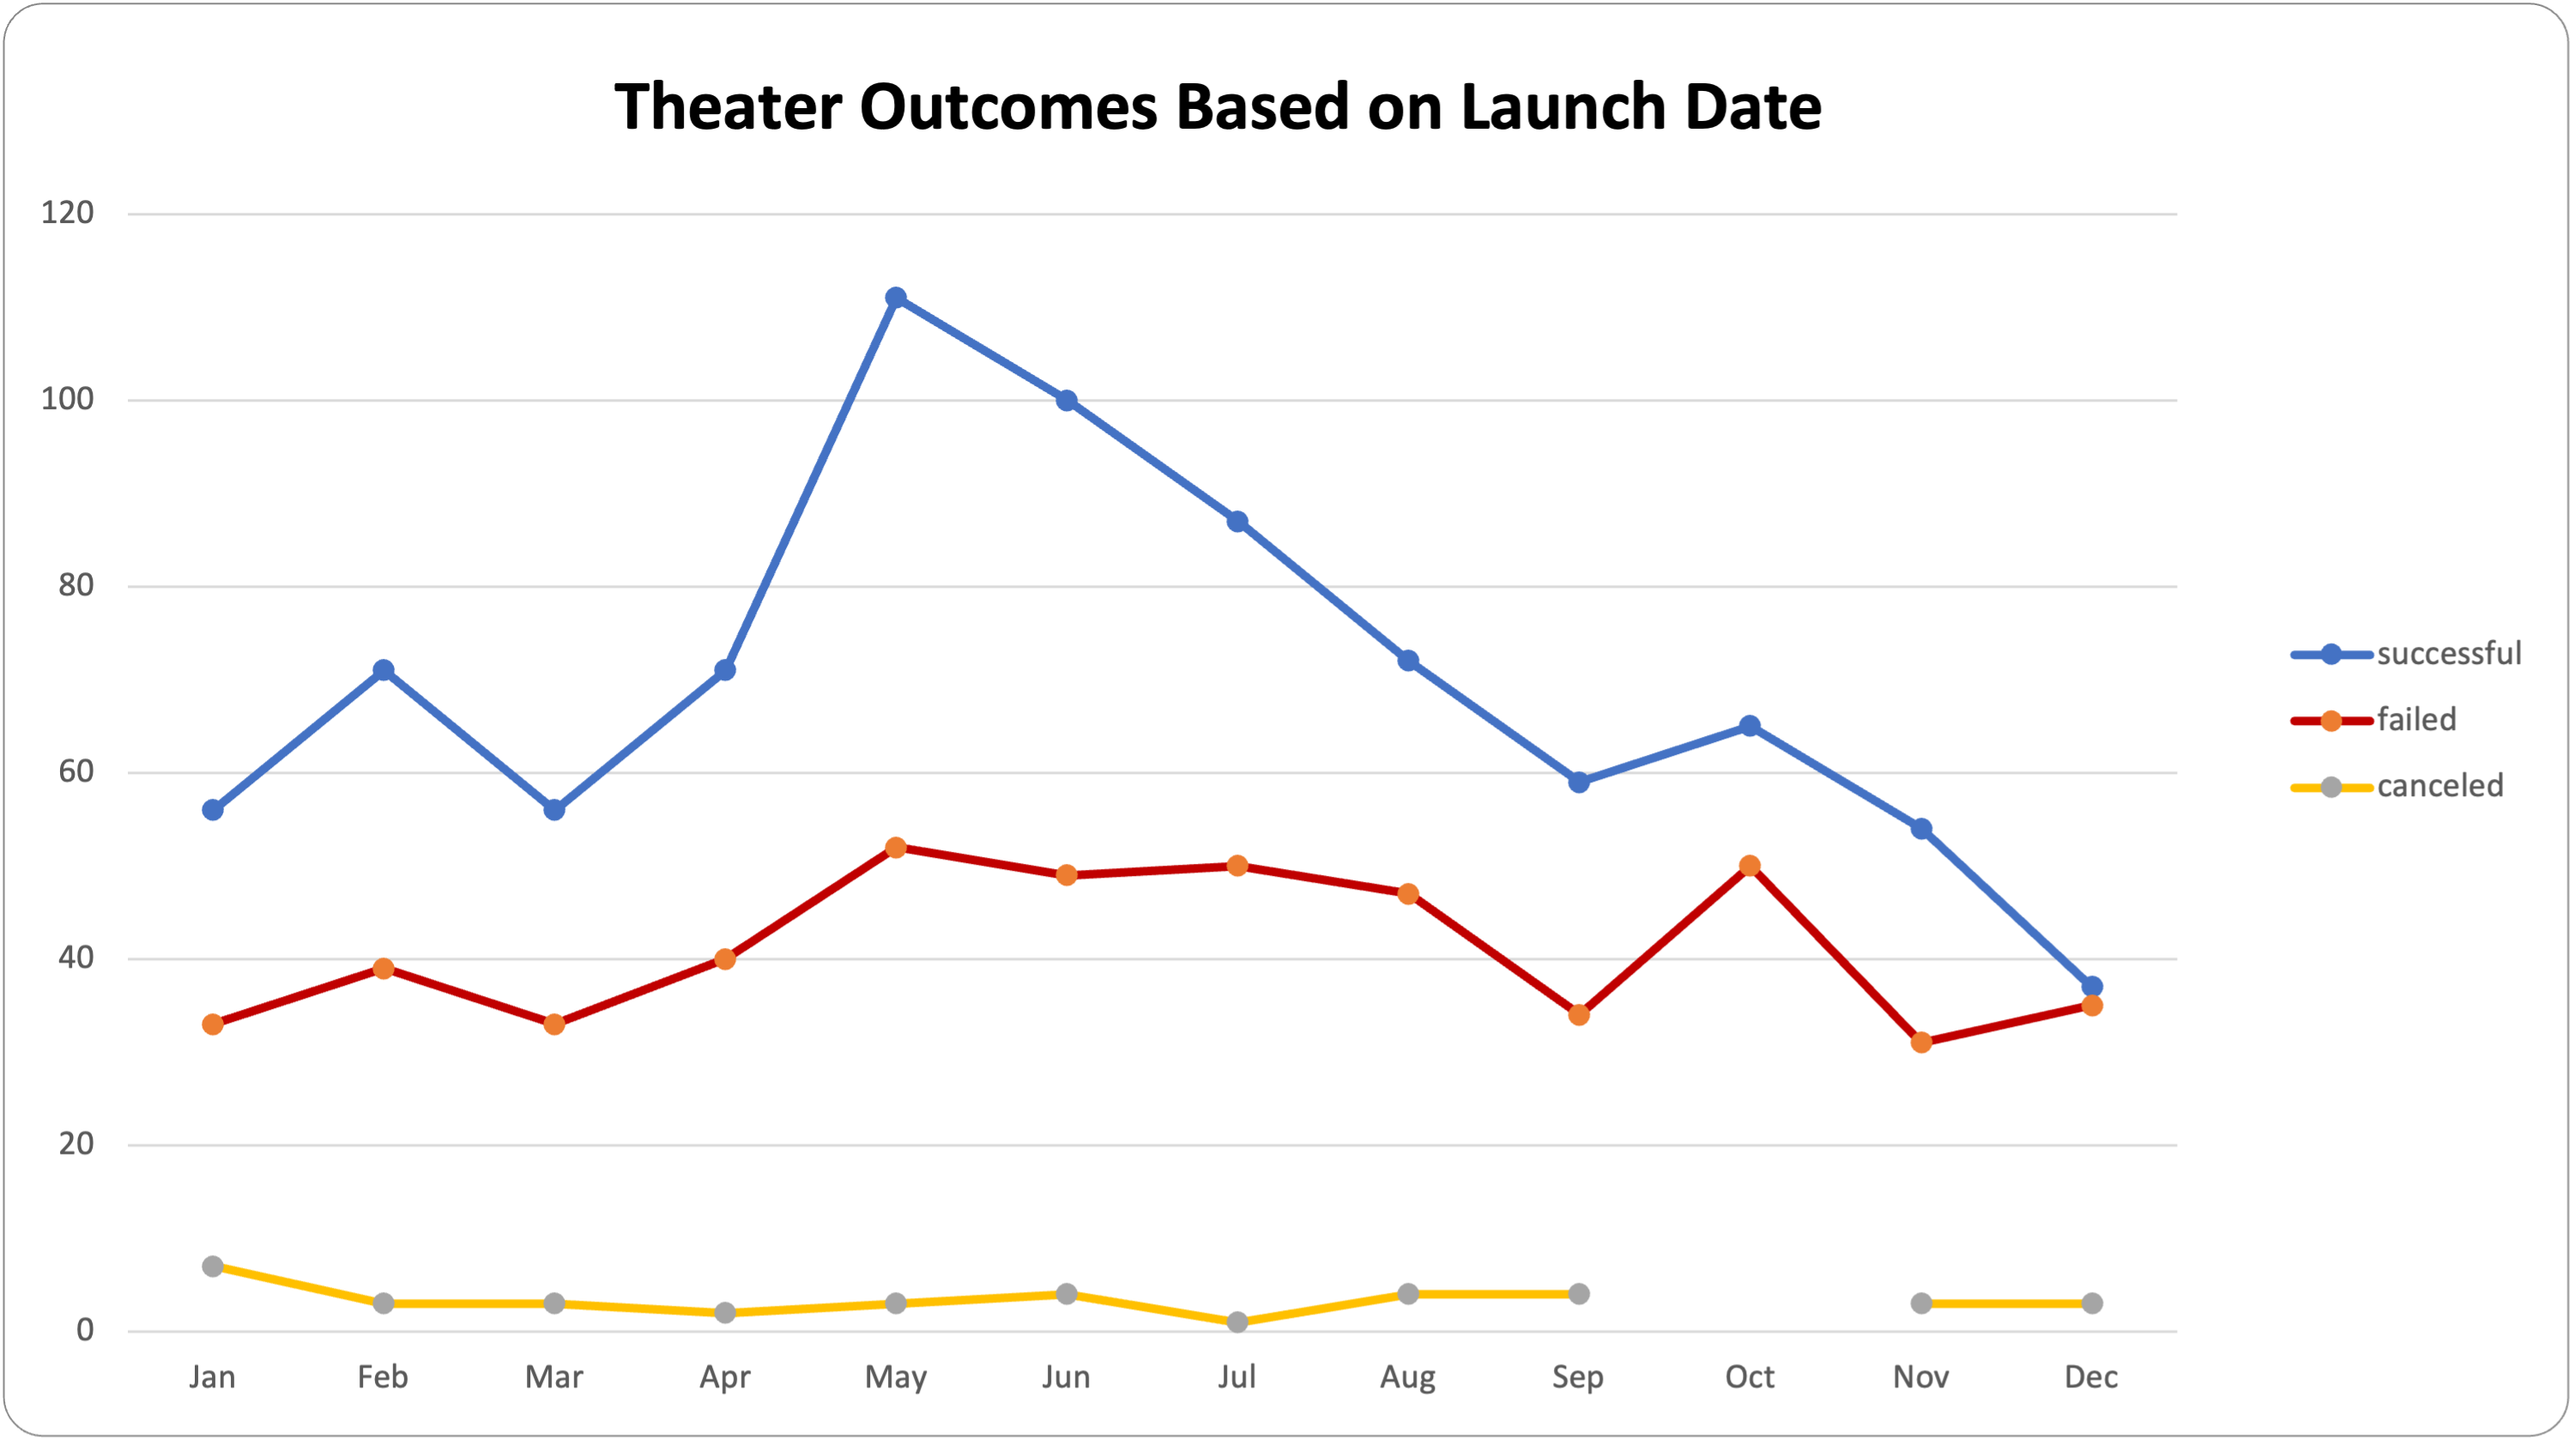 Theater Outcomes Based on Launch Date
120
100
80
60
40
20
0
successful
failed
canceled
Jan Feb Mar Apr May Jun Jul Aug Sep Oct Nov Dec